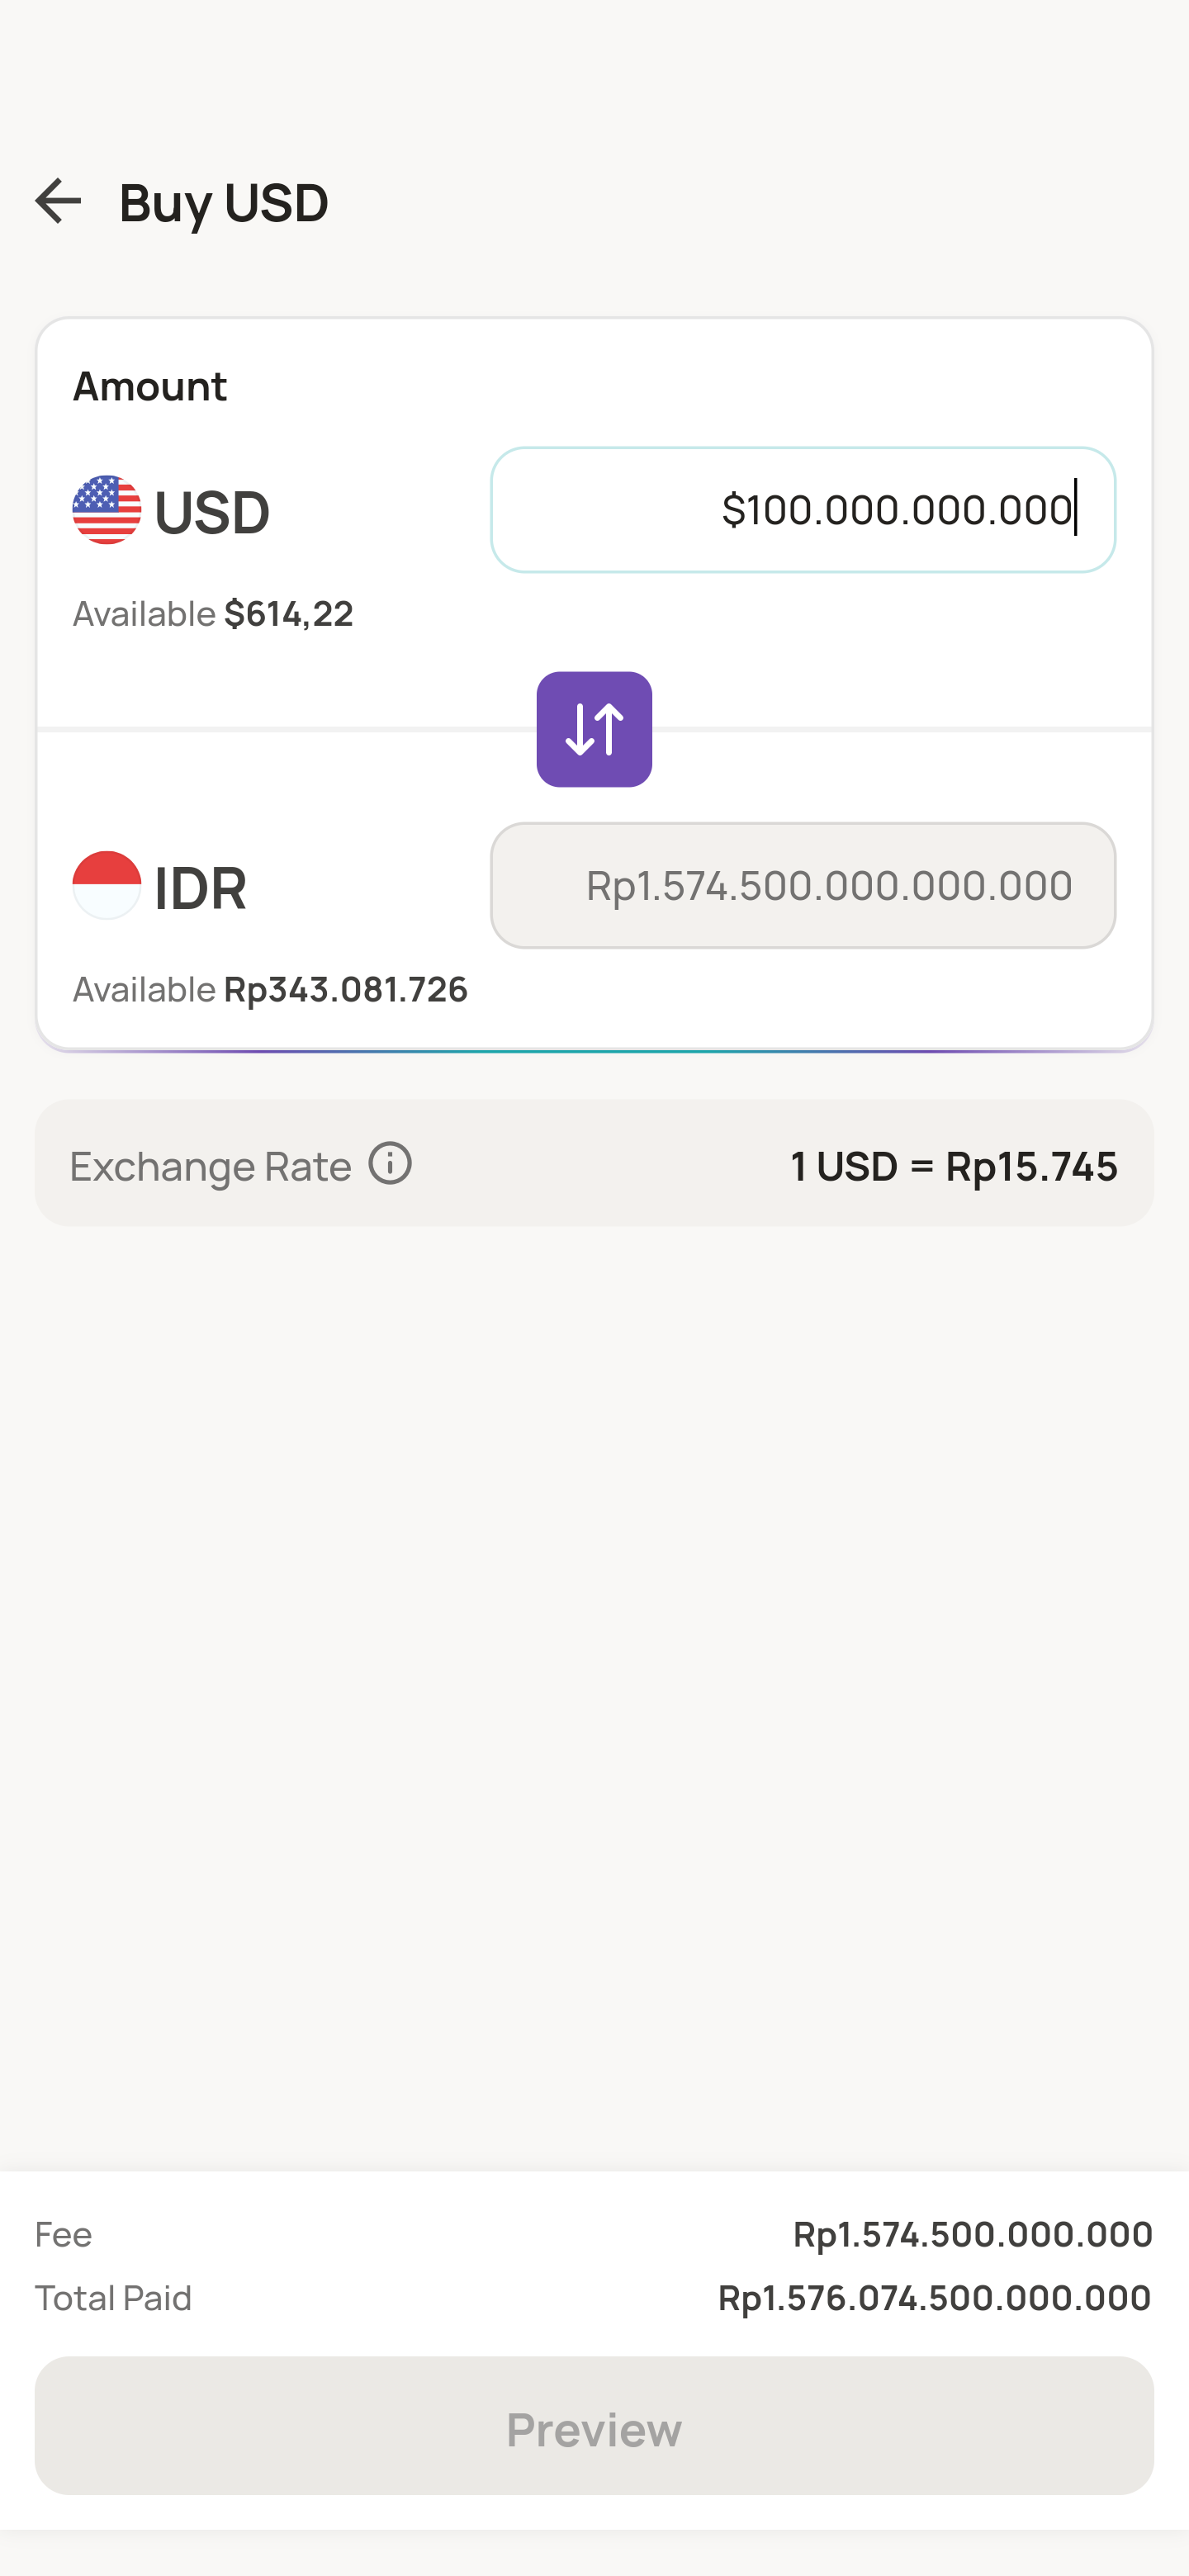 Buy USD
Amount
USD
$100.000.000.000
Available $614,22
IDR
Rp1.574.500.000.000.000
Available Rp343.081.726
Exchange Rate 1 USD = Rp15.745
Fee Rp1.574.500.000.000
Total Paid Rp1.576.074.500.000.000
Preview